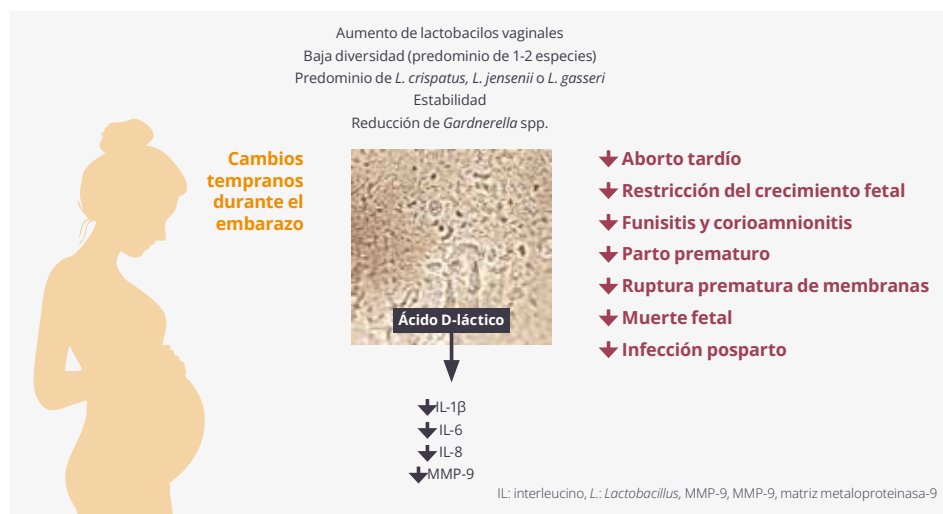 Aumento de lactobacilos vaginales
Baja diversidad (predominio de 1-2 especies)
Predominio de L. crispatus, L. jensenii o L. gasseri
Estabilidad
Reducción de Gardnerella spp.
Cambios
tempranos
durante el
embarazo
Ácido D-láctico
IL-1β
IL-6
IL-8
MMP-9
Aborto tardío
Restricción del crecimiento fetal
Funisitis y corioamnionitis
Parto prematuro
Ruptura prematura de membranas
Muerte fetal
Infección posparto
IL: interleucino, L.: Lactobacillus, MMP-9, MMP-9, matriz metaloproteinasa-9